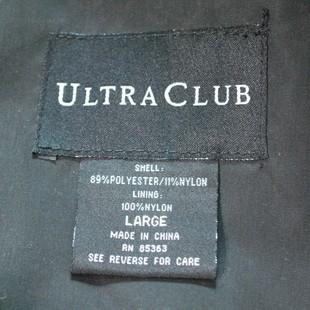 ULTRACLUB
SHELL:
89%POLYESTER/11%NYLON
LINING:
100%NYLON
LARGE
MADE IN CHINA
RN 85363
SEE REVERSE FOR CARE